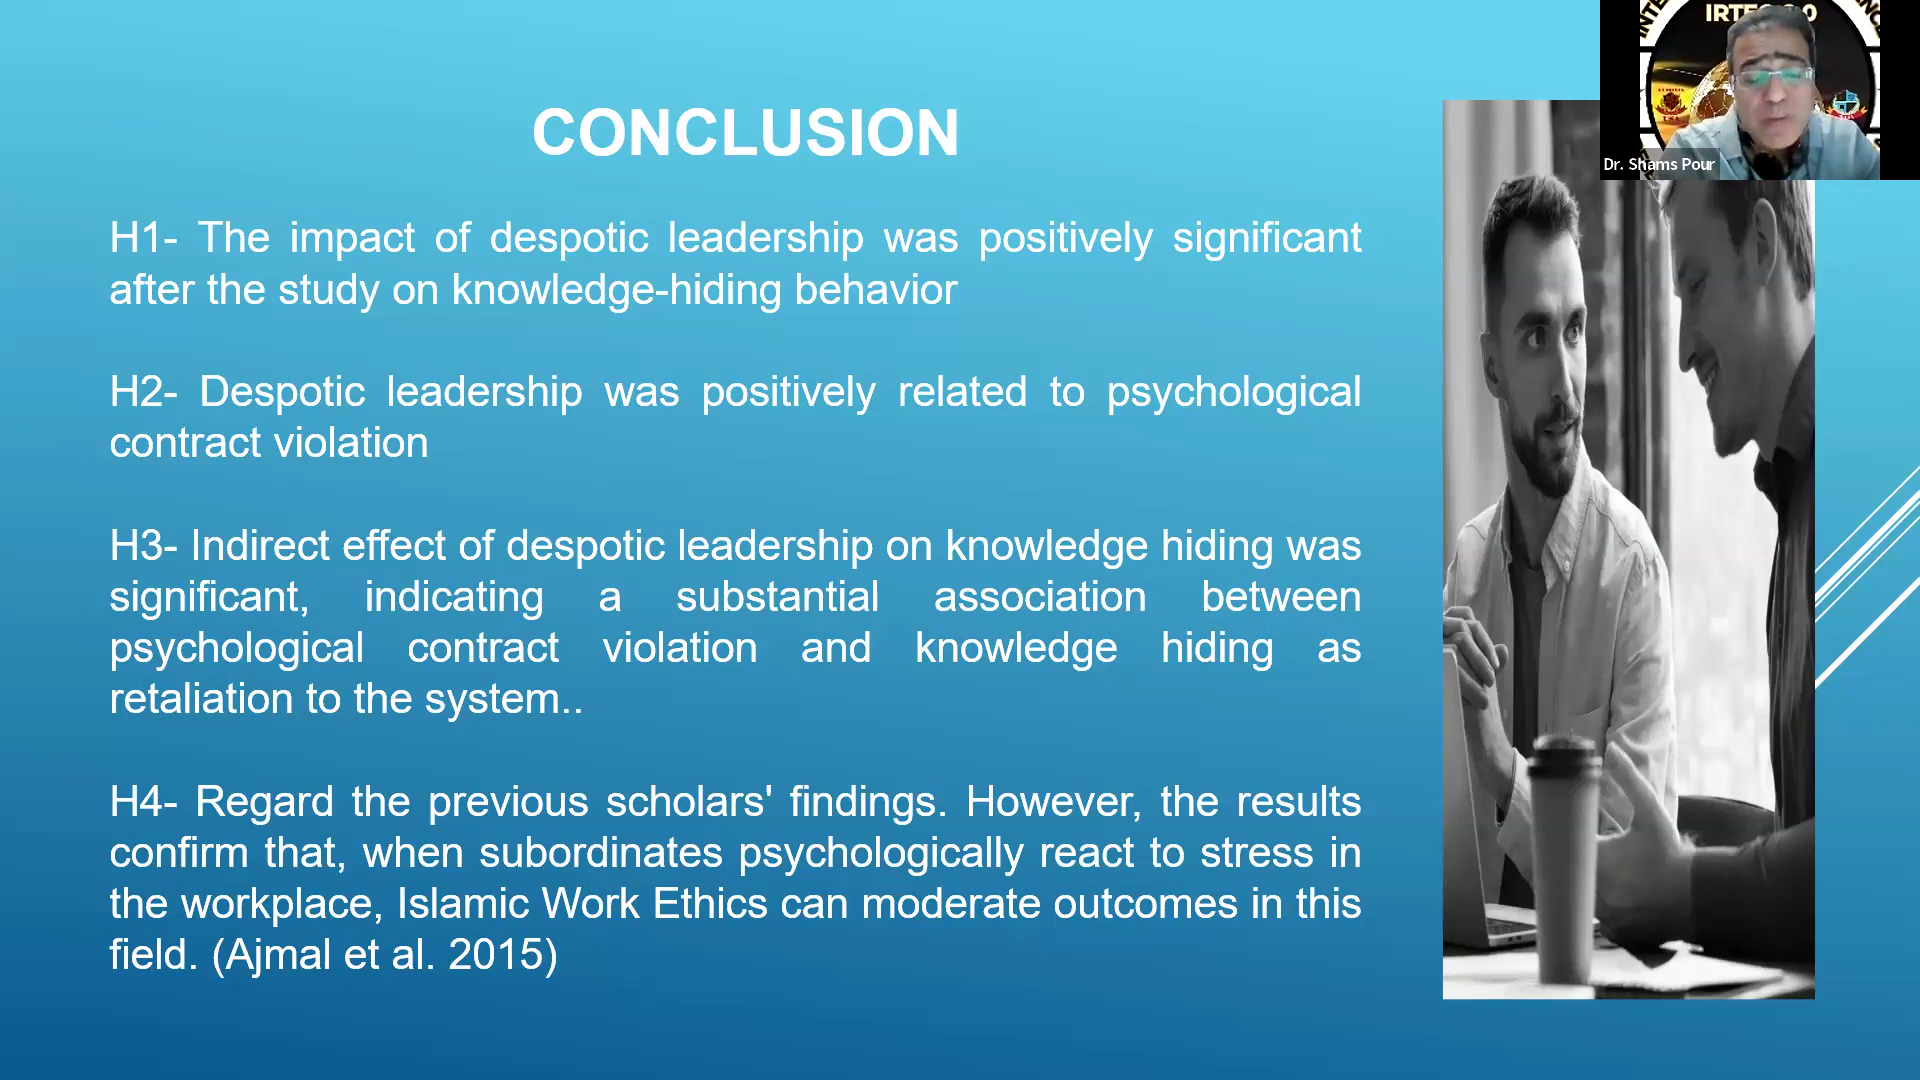 CONCLUSION
H1- The impact of despotic leadership was positively significant
after the study on knowledge-hiding behavior
H2- Despotic leadership was positively related to psychological
contract violation
H3- Indirect effect of despotic leadership on knowledge hiding was
significant, indicating a substantial association between
psychological contract violation and knowledge hiding as
retaliation to the system..
H4- Regard the previous scholars' findings. However, the results
confirm that, when subordinates psychologically react to stress in
the workplace, Islamic Work Ethics can moderate outcomes in this
field. (Ajmal et al. 2015)
Dr. Shams Pour